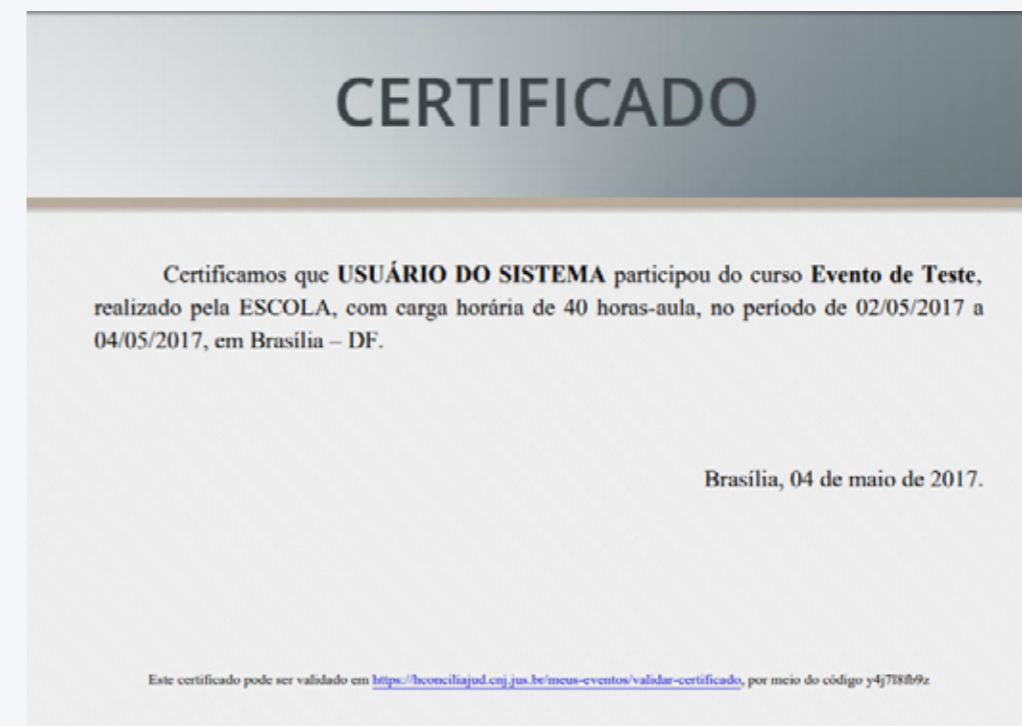 CERTIFICADO
Certificamos que USUÁRIO DO SISTEMA participou do curso Evento de Teste,
realizado pela ESCOLA, com carga horária de 40 horas-aula, no período de 02/05/2017 a
04/05/2017, em Brasília – DF.
Brasília, 04 de maio de 2017.
Este certificado pode ser validado em https://hconciliajud.cnj.jus.br/meus-eventos/validar-certificado, por meio do código